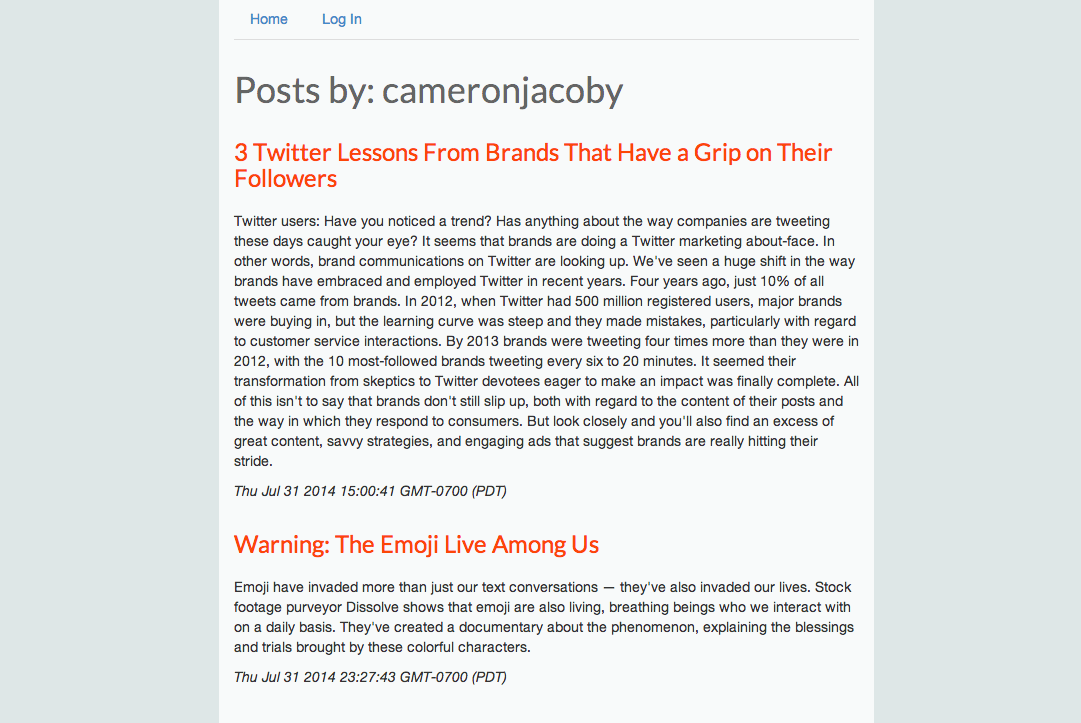 Home Log In
Posts by: cameronjacoby
3 Twitter Lessons From Brands That Have a Grip on Their
Followers
Twitter users: Have you noticed a trend? Has anything about the way companies are tweeting
these days caught your eye? It seems that brands are doing a Twitter marketing about-face. In
other words, brand communications on Twitter are looking up. We've seen a huge shift in the way
brands have embraced and employed Twitter in recent years. Four years ago, just 10% of all
tweets came from brands. In 2012, when Twitter had 500 million registered users, major brands
were buying in, but the learning curve was steep and they made mistakes, particularly with regard
to customer service interactions. By 2013 brands were tweeting four times more than they were in
2012, with the 10 most-followed brands tweeting every six to 20 minutes. It seemed their
transformation from skeptics to Twitter devotees eager to make an impact was finally complete. All
of this isn't to say that brands don't still slip up, both with regard to the content of their posts and
the way in which they respond to consumers. But look closely and you'll also find an excess of
great content, savvy strategies, and engaging ads that suggest brands are really hitting their
stride.
Thu Jul 31 2014 15:00:41 GMT-0700 (PDT)
Warning: The Emoji Live Among Us
Emoji have invaded more than just our text conversations — they've also invaded our lives. Stock
footage purveyor Dissolve shows that emoji are also living, breathing beings who we interact with
on a daily basis. They've created a documentary about the phenomenon, explaining the blessings
and trials brought by these colorful characters.
Thu Jul 31 2014 23:27:43 GMT-0700 (PDT)